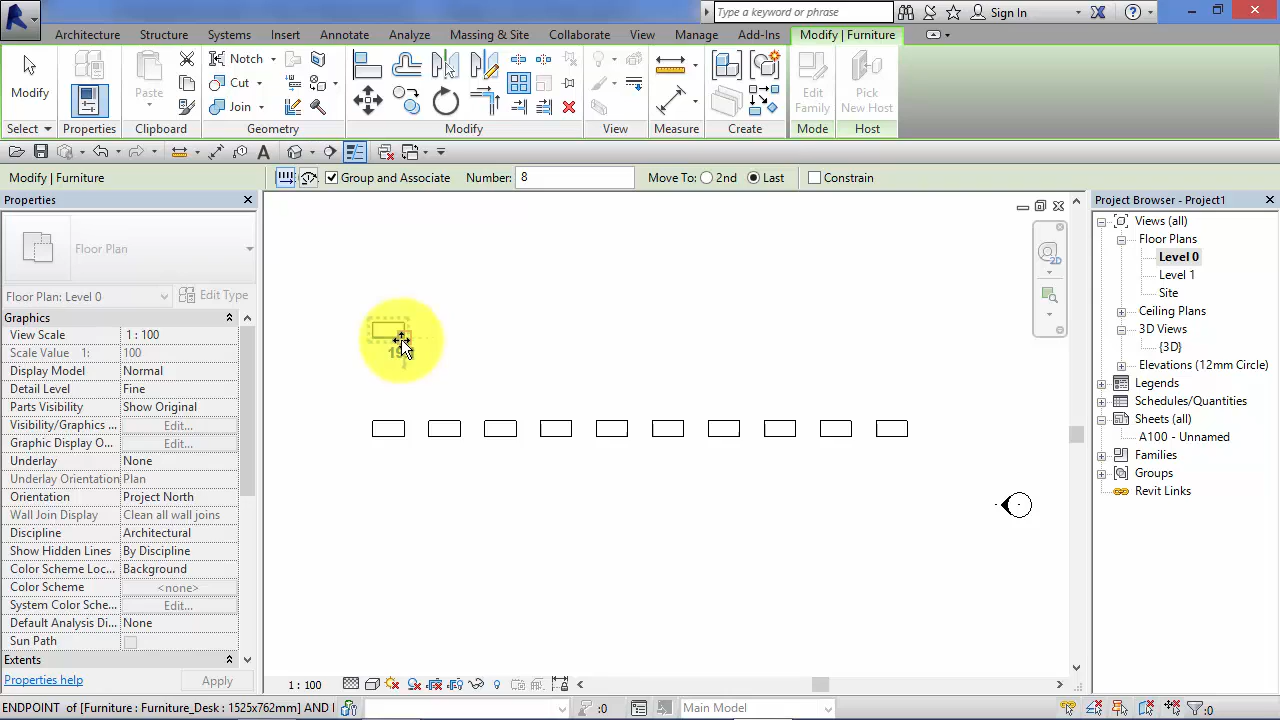 Type a keyword or phrase
Sign In
Architecture Structure Systems Insert Annotate Analyze Massing & Site Collaborate View Manage Add-Ins Modify | Furniture
Modify
Paste
Notch
Cut
Join
Edit Family
Pick New Host
Select Properties Clipboard Geometry Modify View Measure Create Mode Host
Modify | Furniture Group and Associate Number: 8 Move To: 2nd Last Constrain
Properties
Floor Plan
Floor Plan: Level 0 Edit Type
Graphics
View Scale 1 : 100
Scale Value 1: 100
Display Model Normal
Detail Level Fine
Parts Visibility Show Original
Visibility/Graphics ... Edit...
Graphic Display O... Edit...
Underlay None
Underlay Orientation Plan
Orientation Project North
Wall Join Display Clean all wall joins
Discipline Architectural
Show Hidden Lines By Discipline
Color Scheme Loc... Background
Color Scheme <none>
System Color Sche... Edit...
Default Analysis Di... None
Sun Path
Extents
Properties help Apply
2D
Project Browser - Project1
Views (all)
Floor Plans
Level 0
Level 1
Site
Ceiling Plans
3D Views
{3D}
Elevations (12mm Circle)
Legends
Schedules/Quantities
Sheets (all)
A100 - Unnamed
Families
Groups
Revit Links
1 : 100
ENDPOINT of [Furniture : Furniture_Desk : 1525x762mm] AND
:0
Main Model
:0